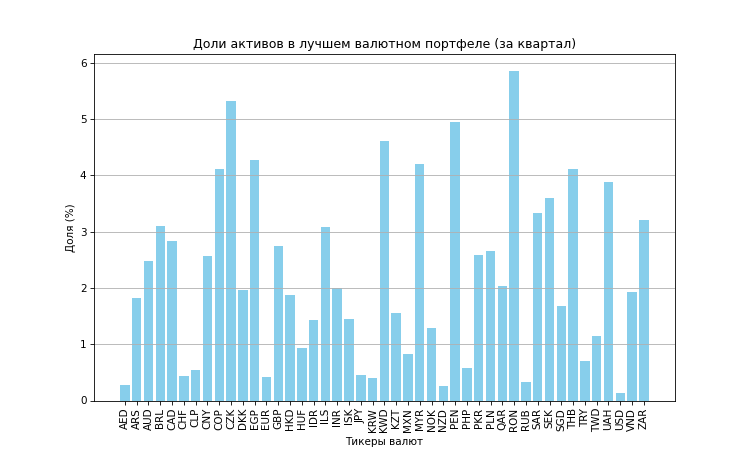 Доли активов в лучшем валютном портфеле (за квартал)
6
5
4
3
2
1
0
Доля (%)
AED ARS AUD BRL CAD CHF CLP CNY COP CZK DKK EGP EUR GBP HKD HUF IDR ILS INR ISK JPY KRW KWD KZT MXN MYR NOK NZD PEN PHP PKR PLN QAR RON RUB SAR SEK SGD THB TRY TWD UAH USD VND ZAR
Тикеры валют